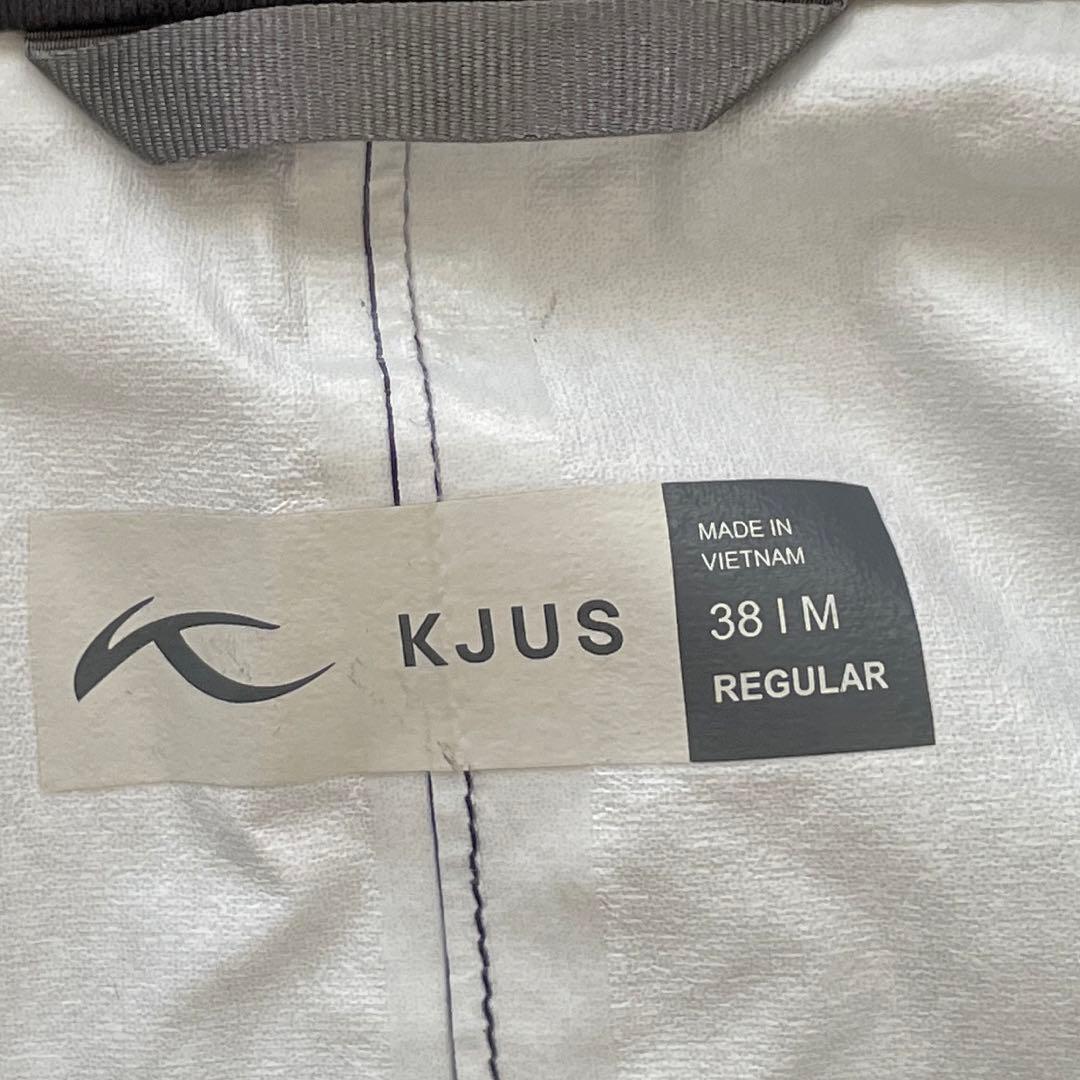 KJUS
MADE IN
VIETNAM
38 | M
REGULAR